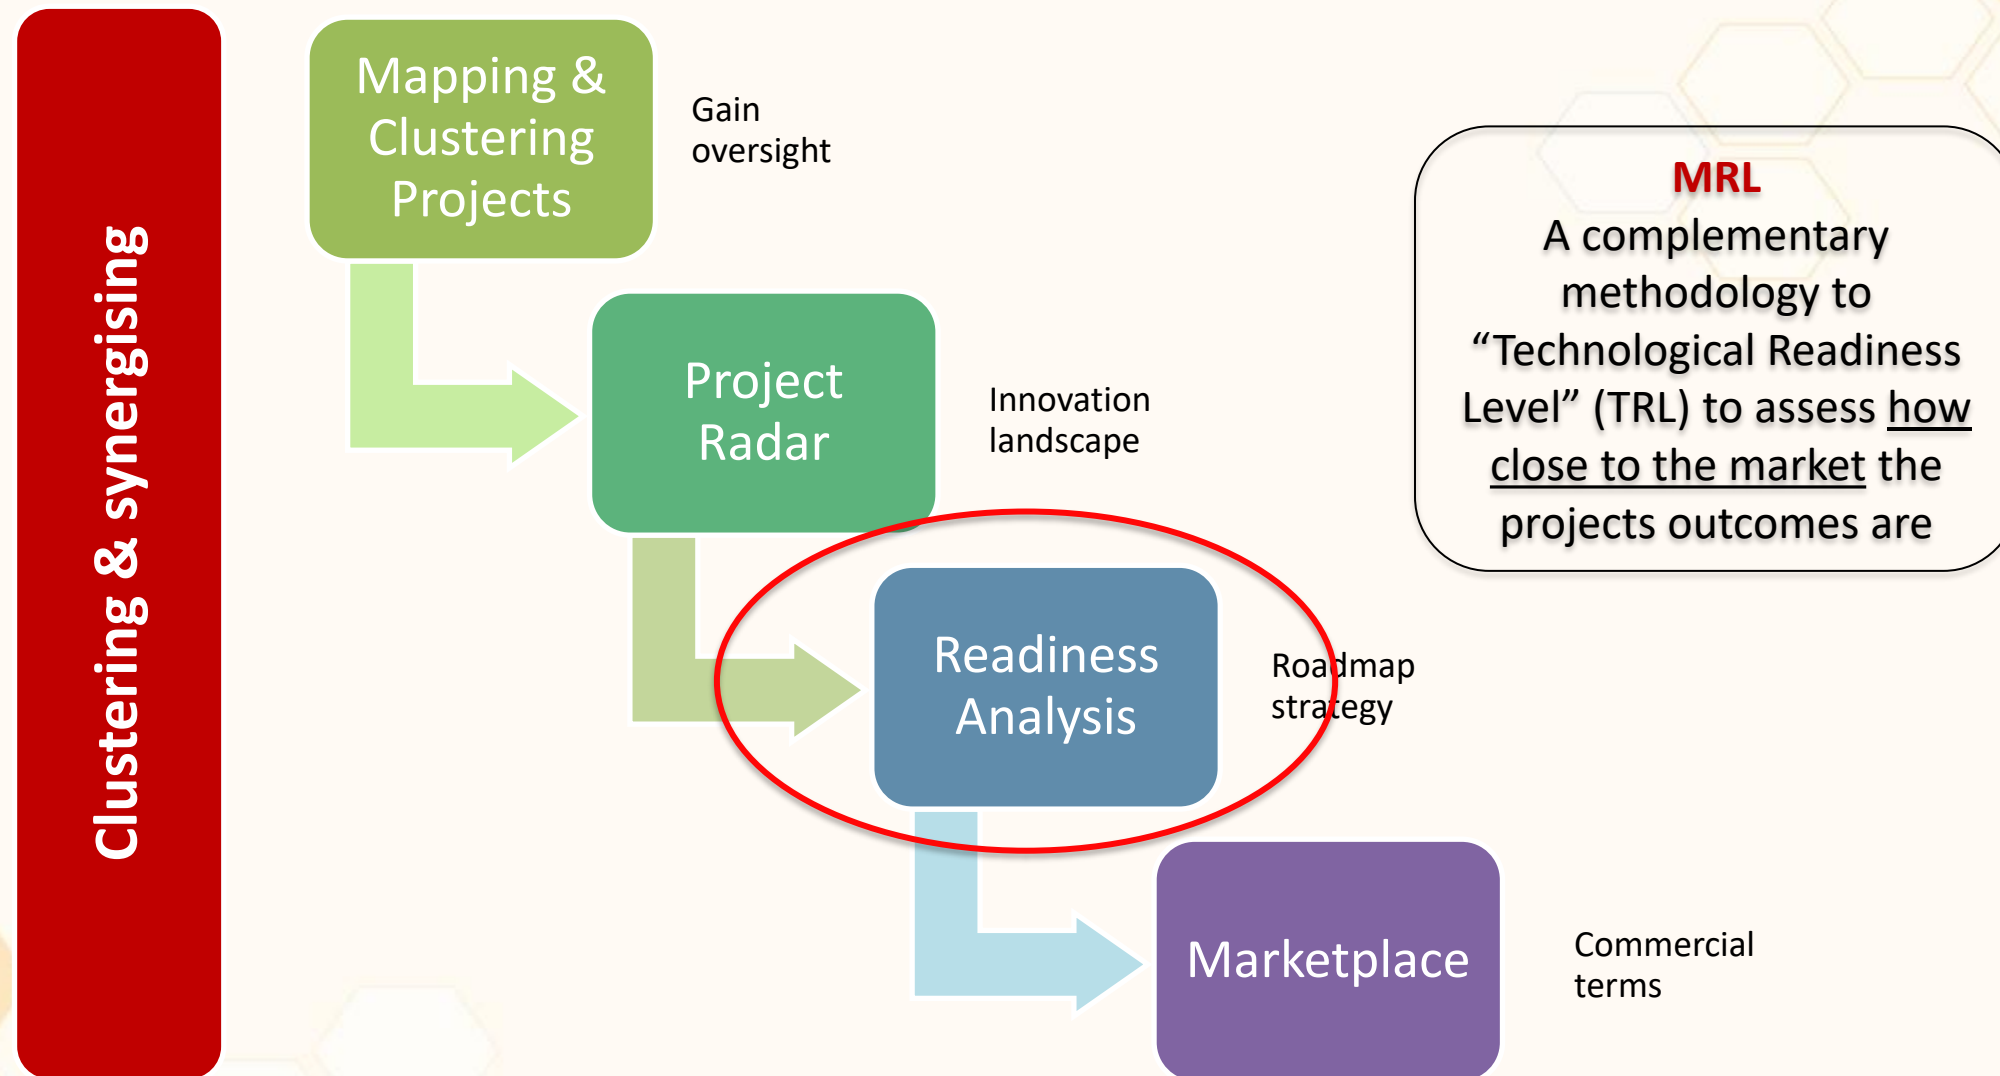 Clustering & synergising
Mapping &
Clustering
Projects
Gain
oversight
Project
Radar
Innovation
landscape
Readiness
Analysis
Roadmap
strategy
Marketplace
Commercial
terms
MRL
A complementary
methodology to
“Technological Readiness
Level” (TRL) to assess how
close to the market the
projects outcomes are